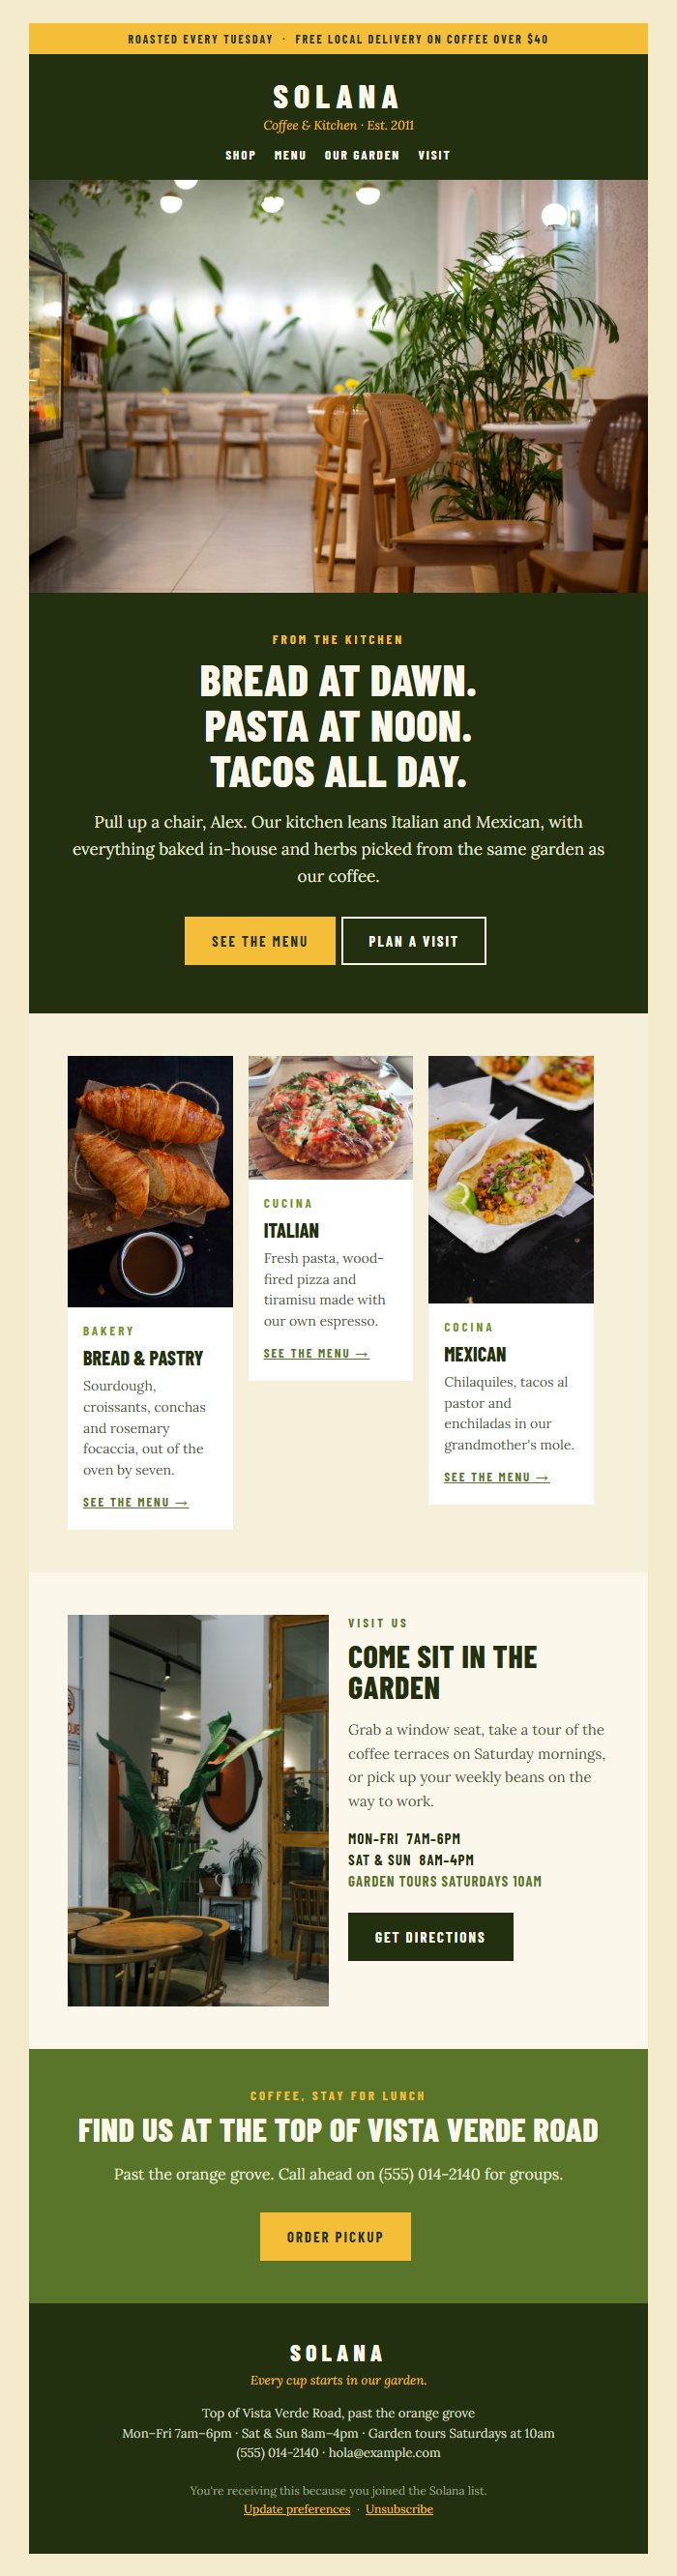 ROASTED EVERY TUESDAY · FREE LOCAL DELIVERY ON COFFEE OVER $40
SOLANA
Coffee & Kitchen · Est. 2011
SHOP MENU OUR GARDEN VISIT
FROM THE KITCHEN
BREAD AT DAWN.
PASTA AT NOON.
TACOS ALL DAY.
Pull up a chair, Alex. Our kitchen leans Italian and Mexican, with
everything baked in-house and herbs picked from the same garden as
our coffee.
SEE THE MENU
PLAN A VISIT
BAKERY
BREAD & PASTRY
Sourdough,
croissants, conchas
and rosemary
focaccia, out of the
oven by seven.
SEE THE MENU →
CUCINA
ITALIAN
Fresh pasta, wood-
fired pizza and
tiramisu made with
our own espresso.
SEE THE MENU →
COCINA
MEXICAN
Chilaquiles, tacos al
pastor and
enchiladas in our
grandmother's mole.
SEE THE MENU →
VISIT US
COME SIT IN THE
GARDEN
Grab a window seat, take a tour of the
coffee terraces on Saturday mornings,
or pick up your weekly beans on the
way to work.
MON–FRI 7AM–6PM
SAT & SUN 8AM–4PM
GARDEN TOURS SATURDAYS 10AM
GET DIRECTIONS
COFFEE, STAY FOR LUNCH
FIND US AT THE TOP OF VISTA VERDE ROAD
Past the orange grove. Call ahead on (555) 014-2140 for groups.
ORDER PICKUP
SOLANA
Every cup starts in our garden.
Top of Vista Verde Road, past the orange grove
Mon–Fri 7am–6pm · Sat & Sun 8am–4pm · Garden tours Saturdays at 10am
(555) 014-2140 · hola@example.com
You're receiving this because you joined the Solana list.
Update preferences · Unsubscribe